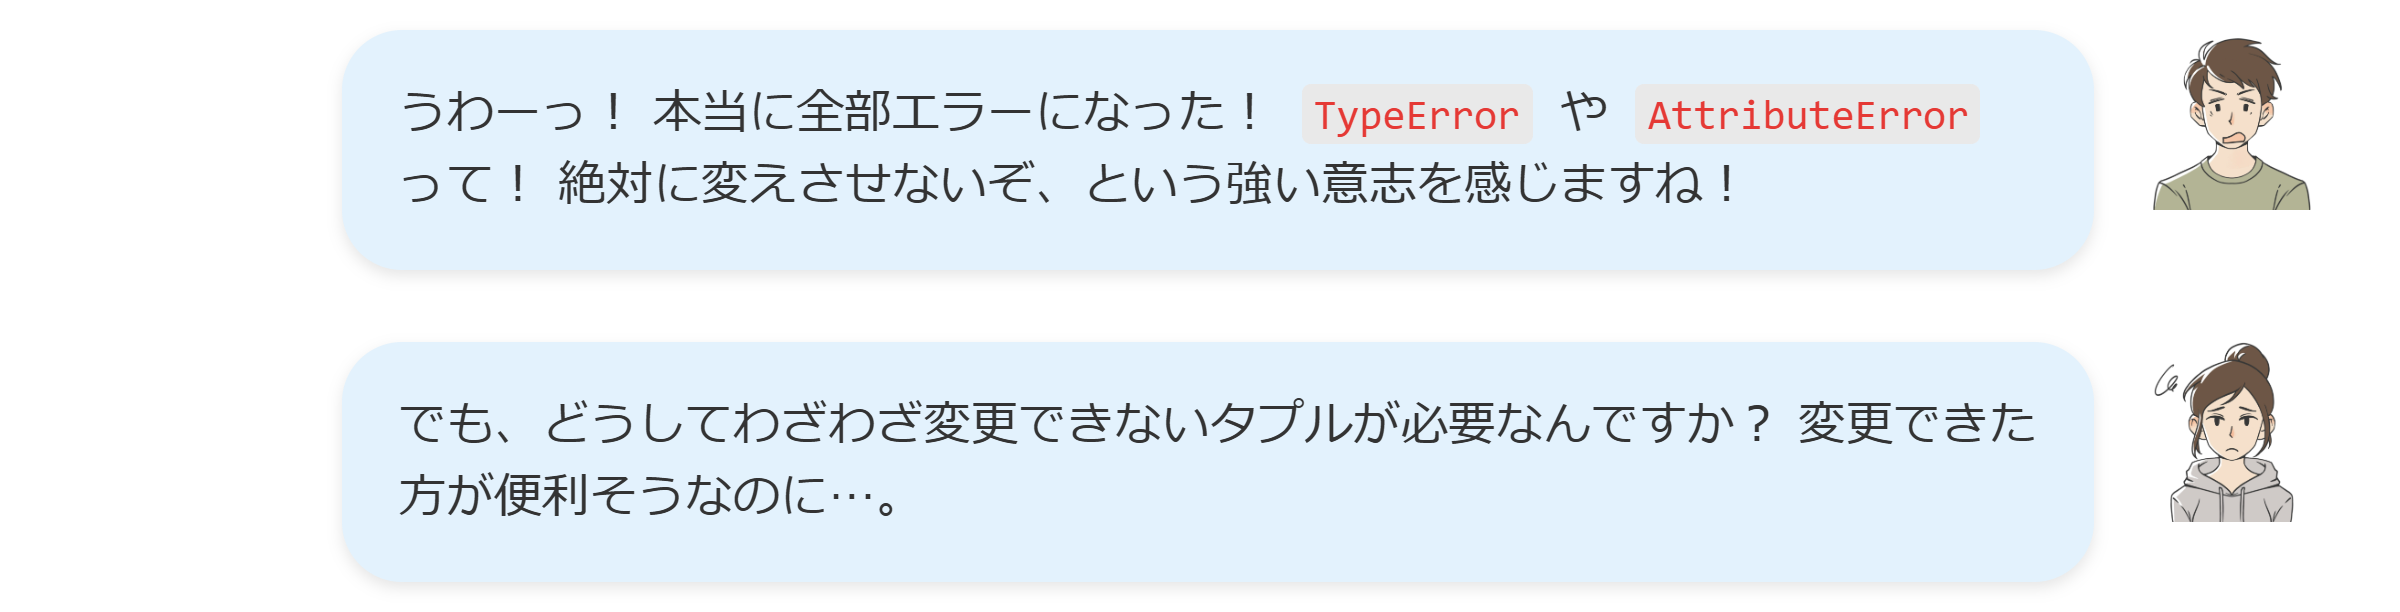 うわーっ！ 本当に全部エラーになった！ TypeError や AttributeError
って！ 絶対に変えさせないぞ、という強い意志を感じますね！
でも、どうしてわざわざ変更できないタプルが必要なんですか？ 変更できた
方が便利そうなのに…。